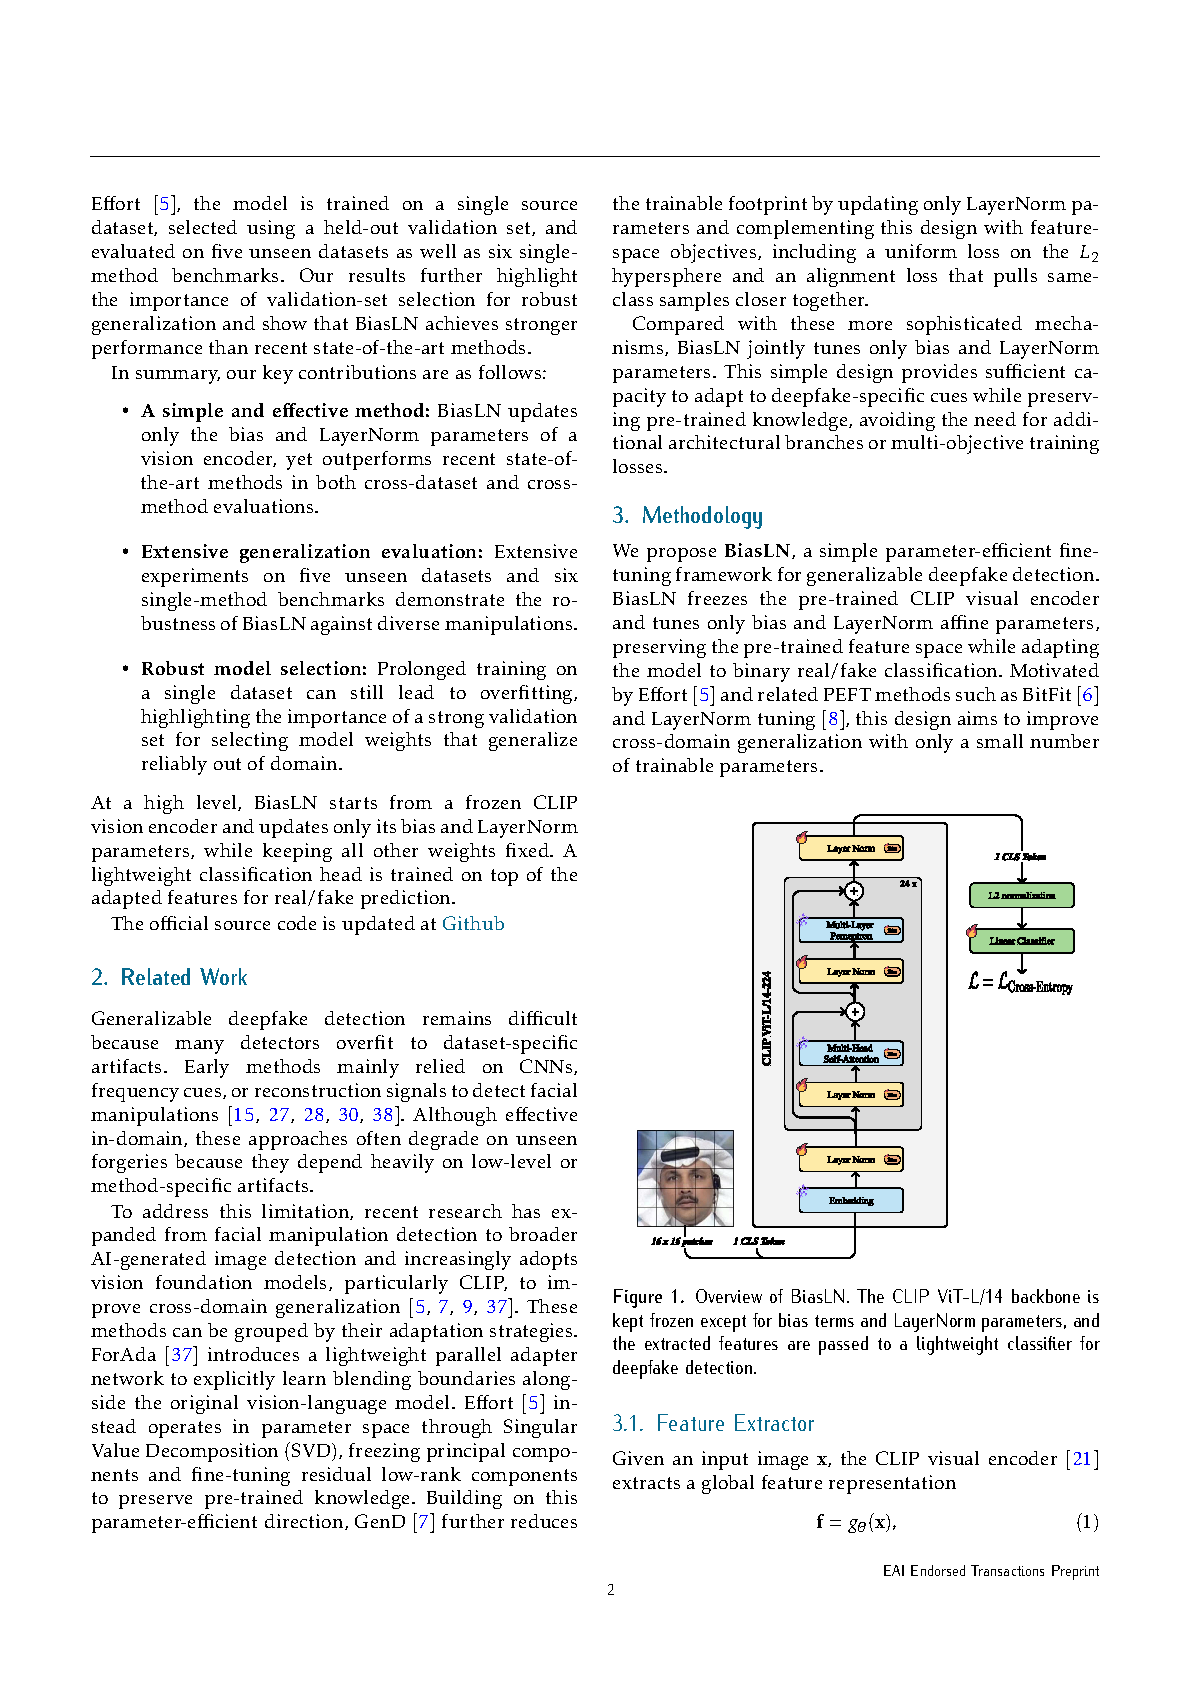 Effort [5], the model is trained on a single source
dataset, selected using a held-out validation set, and
evaluated on five unseen datasets as well as six single-
method benchmarks. Our results further highlight
the importance of validation-set selection for robust
generalization and show that BiasLN achieves stronger
performance than recent state-of-the-art methods.
In summary, our key contributions are as follows:
• A simple and effective method: BiasLN updates
only the bias and LayerNorm parameters of a
vision encoder, yet outperforms recent state-of-
the-art methods in both cross-dataset and cross-
method evaluations.
• Extensive generalization evaluation: Extensive
experiments on five unseen datasets and six
single-method benchmarks demonstrate the ro-
bustness of BiasLN against diverse manipulations.
• Robust model selection: Prolonged training on
a single dataset can still lead to overfitting,
highlighting the importance of a strong validation
set for selecting model weights that generalize
reliably out of domain.
At a high level, BiasLN starts from a frozen CLIP
vision encoder and updates only its bias and LayerNorm
parameters, while keeping all other weights fixed. A
lightweight classification head is trained on top of the
adapted features for real/fake prediction.
The official source code is updated at Github
2. Related Work
Generalizable deepfake detection remains difficult
because many detectors overfit to dataset-specific
artifacts. Early methods mainly relied on CNNs,
frequency cues, or reconstruction signals to detect facial
manipulations [15, 27, 28, 30, 38]. Although effective
in-domain, these approaches often degrade on unseen
forgeries because they depend heavily on low-level or
method-specific artifacts.
To address this limitation, recent research has ex-
panded from facial manipulation detection to broader
AI-generated image detection and increasingly adopts
vision foundation models, particularly CLIP, to im-
prove cross-domain generalization [5, 7, 9, 37]. These
methods can be grouped by their adaptation strategies.
ForAda [37] introduces a lightweight parallel adapter
network to explicitly learn blending boundaries along-
side the original vision-language model. Effort [5] in-
stead operates in parameter space through Singular
Value Decomposition (SVD), freezing principal compo-
nents and fine-tuning residual low-rank components
to preserve pre-trained knowledge. Building on this
parameter-efficient direction, GenD [7] further reduces
the trainable footprint by updating only LayerNorm pa-
rameters and complementing this design with feature-
space objectives, including a uniform loss on the L2
hypersphere and an alignment loss that pulls same-
class samples closer together.
Compared with these more sophisticated mecha-
nisms, BiasLN jointly tunes only bias and LayerNorm
parameters. This simple design provides sufficient ca-
pacity to adapt to deepfake-specific cues while preserv-
ing pre-trained knowledge, avoiding the need for addi-
tional architectural branches or multi-objective training
losses.
3. Methodology
We propose BiasLN, a simple parameter-efficient fine-
tuning framework for generalizable deepfake detection.
BiasLN freezes the pre-trained CLIP visual encoder
and tunes only bias and LayerNorm affine parameters,
preserving the pre-trained feature space while adapting
the model to binary real/fake classification. Motivated
by Effort [5] and related PEFT methods such as BitFit [6]
and LayerNorm tuning [8], this design aims to improve
cross-domain generalization with only a small number
of trainable parameters.
Layer Norm
1 CLS Token
24 x
+
L2 normalization
Multi-Layer
Perceptron
Linear Classifier
Layer Norm
ℒ = ℒCross-Entropy
CLIP ViT-L/14-224
+
Multi-Head
Self-Attention
Layer Norm
Layer Norm
Embedding
16 x 16 patches
1 CLS Token
Figure 1. Overview of BiasLN. The CLIP ViT-L/14 backbone is
kept frozen except for bias terms and LayerNorm parameters, and
the extracted features are passed to a lightweight classifier for
deepfake detection.
3.1. Feature Extractor
Given an input image x, the CLIP visual encoder [21]
extracts a global feature representation
f = gθ(x), (1)
EAI Endorsed Transactions Preprint
2